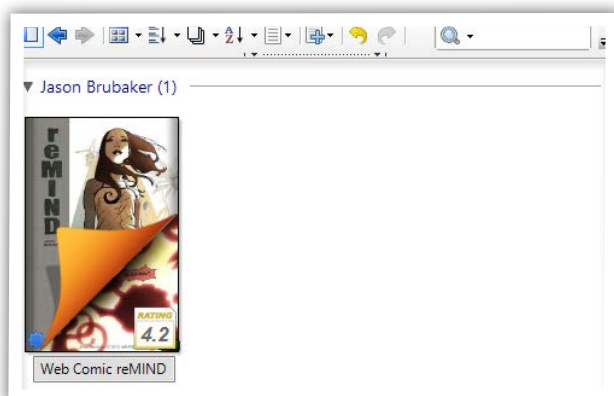 Jason Brubaker (1)
reMIND
RATING
4.2
Web Comic reMIND